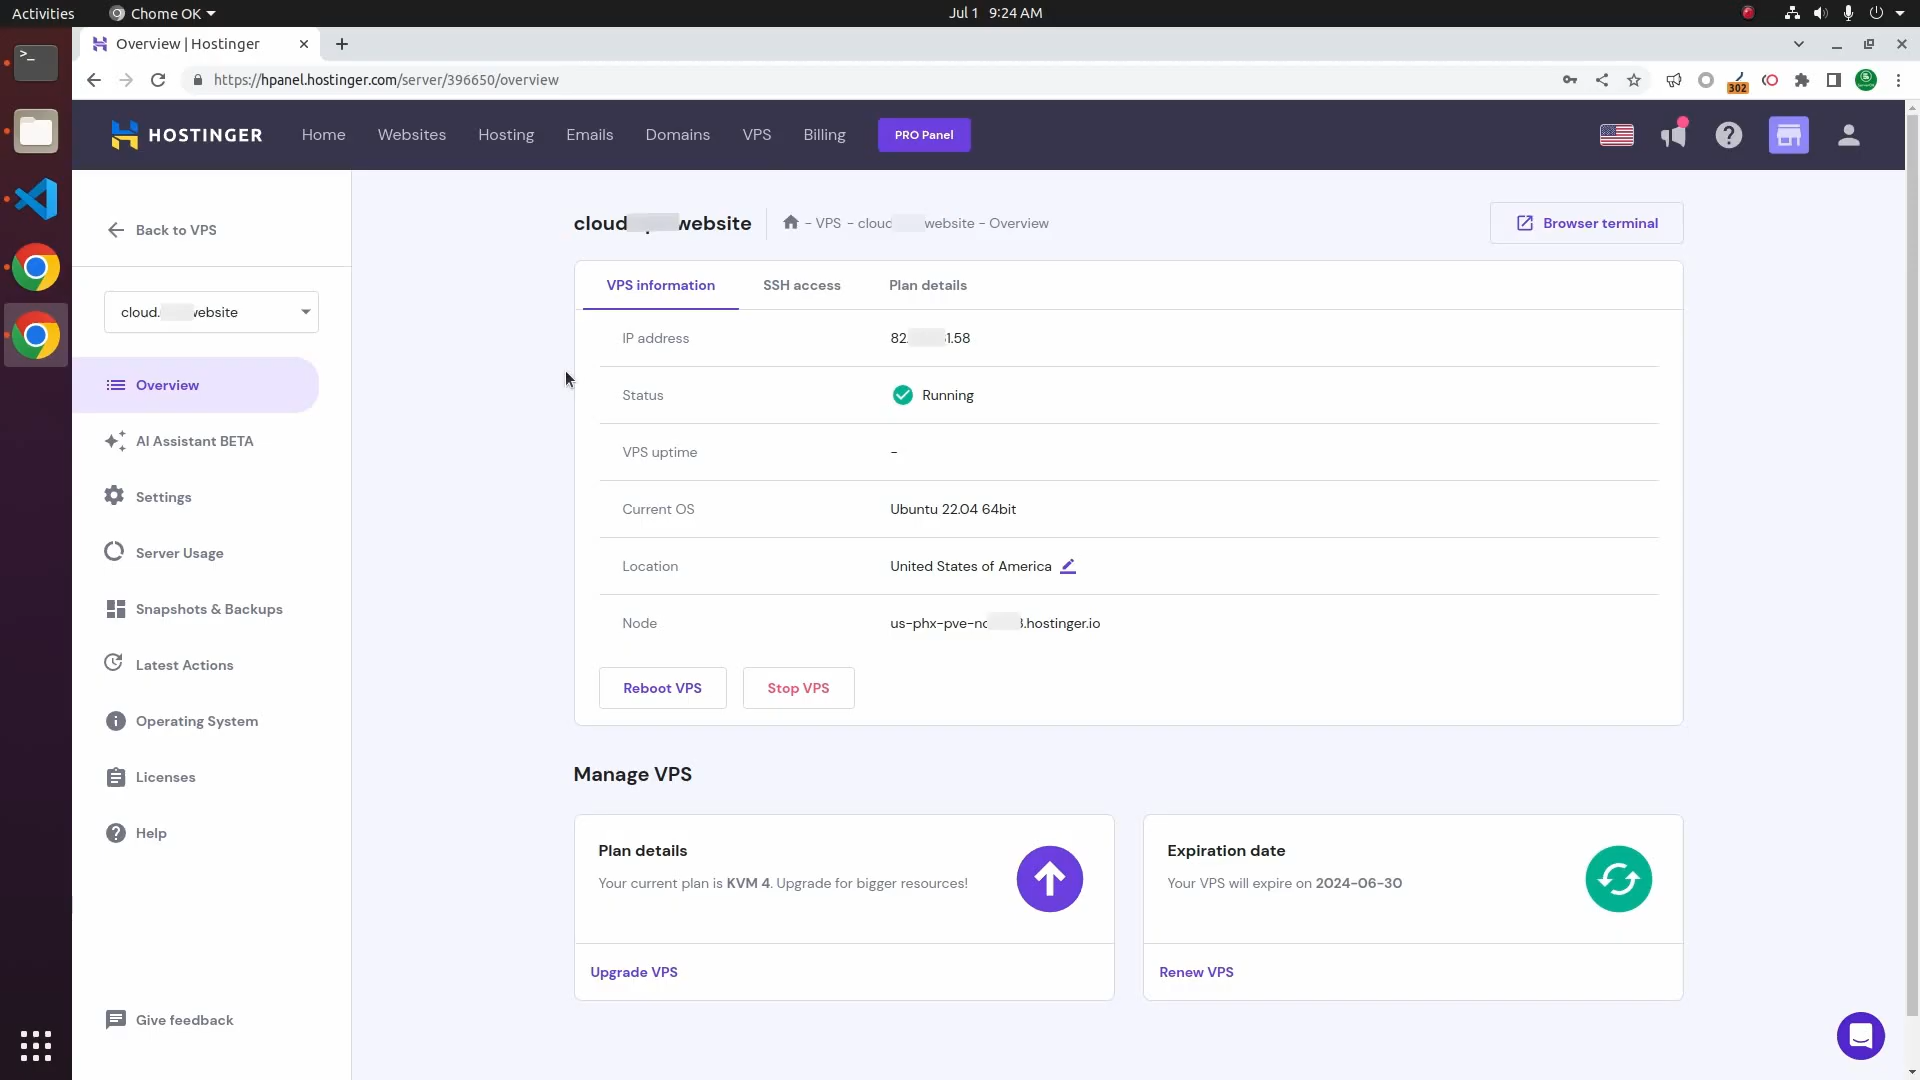 Activities
Chome OK
Jul 1 9:24 AM
Overview | Hostinger
https://hpanel.hostinger.com/server/396650/overview
302
HOSTINGER
Home
Websites
Hosting
Emails
Domains
VPS
Billing
PRO Panel
Back to VPS
cloud website
- VPS - cloud website - Overview
Browser terminal
cloud. website
Overview
AI Assistant BETA
Settings
Server Usage
Snapshots & Backups
Latest Actions
Operating System
Licenses
Help
Give feedback
VPS information
SSH access
Plan details
IP address
82. 1.58
Status
Running
VPS uptime
-
Current OS
Ubuntu 22.04 64bit
Location
United States of America
Node
us-phx-pve-no .hostinger.io
Reboot VPS
Stop VPS
Manage VPS
Plan details
Your current plan is KVM 4. Upgrade for bigger resources!
Upgrade VPS
Expiration date
Your VPS will expire on 2024-06-30
Renew VPS